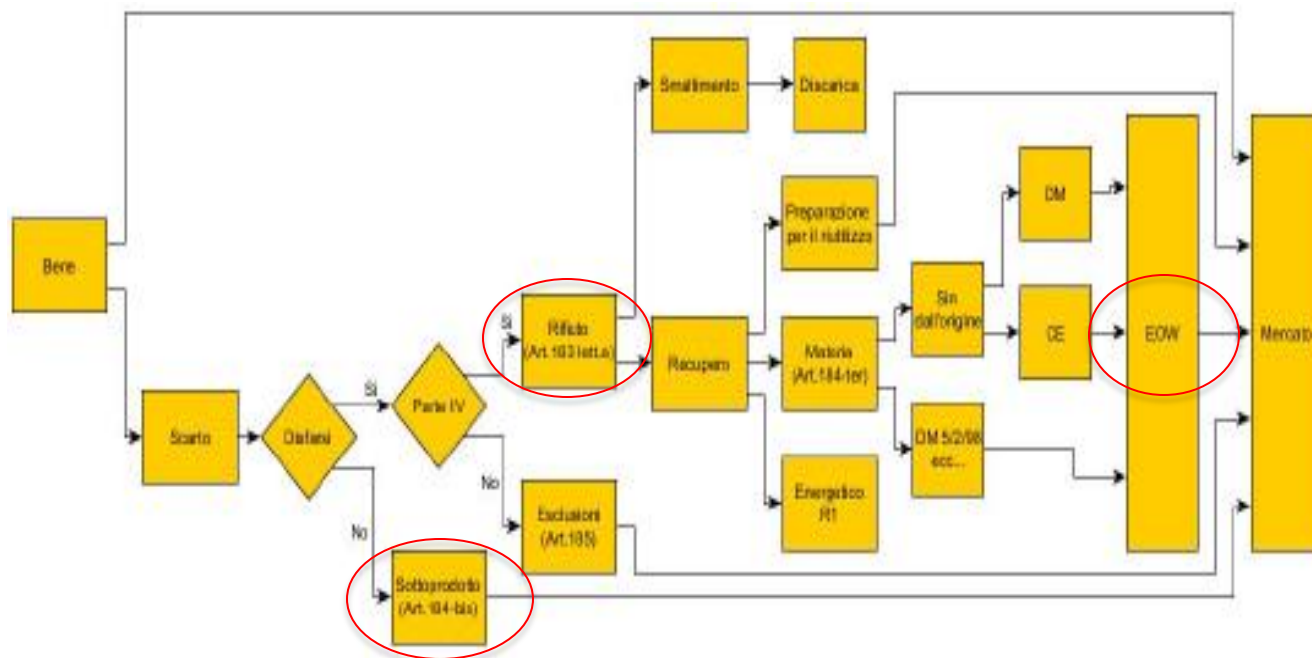 Bene
Scarto
Disfarsi
Si
No
Parte IV
Si
No
Rifiuto
(Art.183 lett.a)
Esclusioni
(Art.185)
Sottoprodotto
(Art.184-bis)
Smaltimento
Discarica
Recupero
Preparazione
per il riutilizzo
Materia
(Art.184-ter)
Energetico
R1
Sin
dall'origine
DM
CE
DM 5/2/98
ecc...
EOW
Mercato